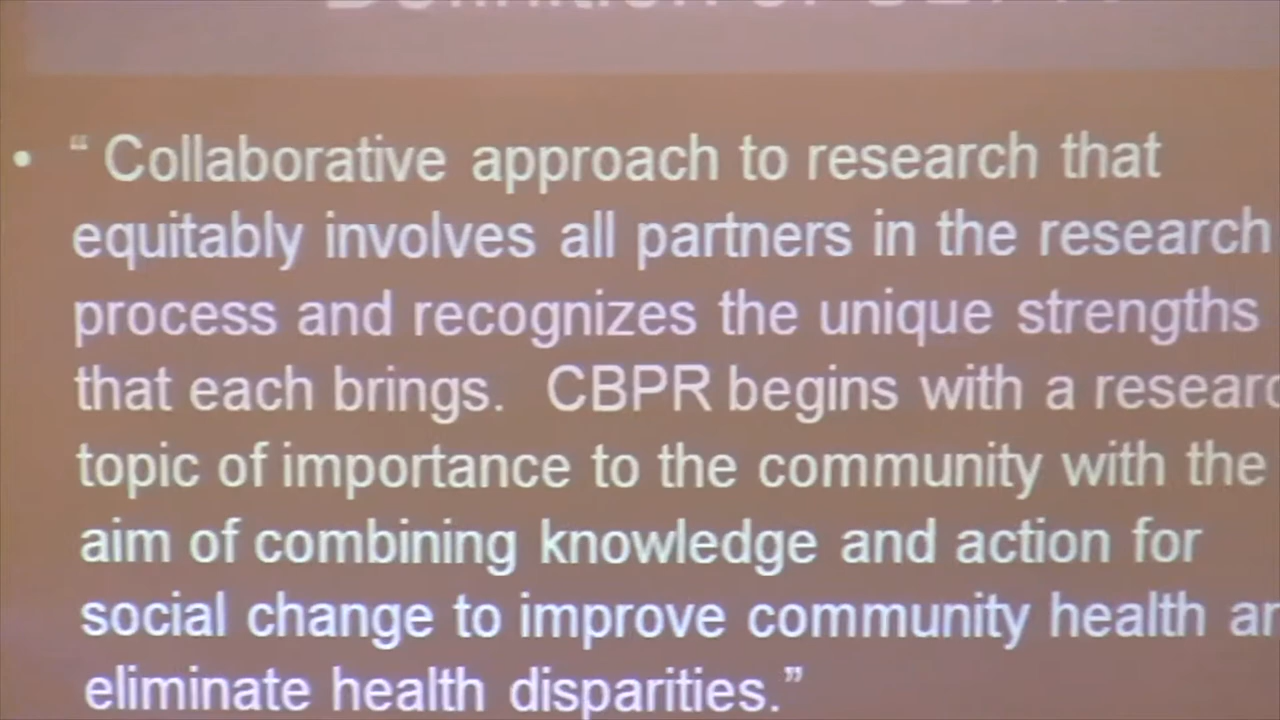 • “ Collaborative approach to research that
equitably involves all partners in the research
process and recognizes the unique strengths
that each brings. CBPR begins with a researc
topic of importance to the community with the
aim of combining knowledge and action for
social change to improve community health an
eliminate health disparities.”